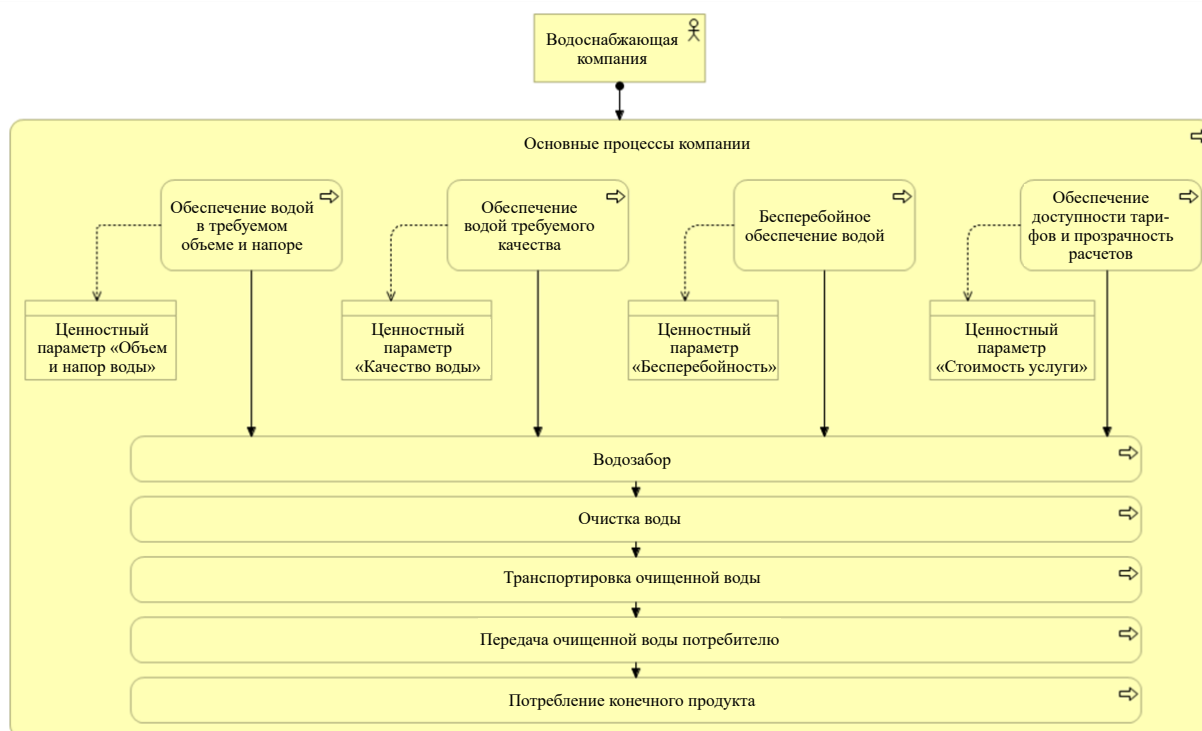 Водоснабжающая
компания
Основные процессы компании
Обеспечение водой
в требуемом
объеме и напоре
Обеспечение
водой требуемого
качества
Бесперебойное
обеспечение водой
Обеспечение
доступности тари-
фов и прозрачность
расчетов
Ценностный
параметр «Объем
и напор воды»
Ценностный
параметр
«Качество воды»
Ценностный
параметр
«Бесперебойность»
Ценностный
параметр
«Стоимость услуги»
Водозабор
Очистка воды
Транспортировка очищенной воды
Передача очищенной воды потребителю
Потребление конечного продукта